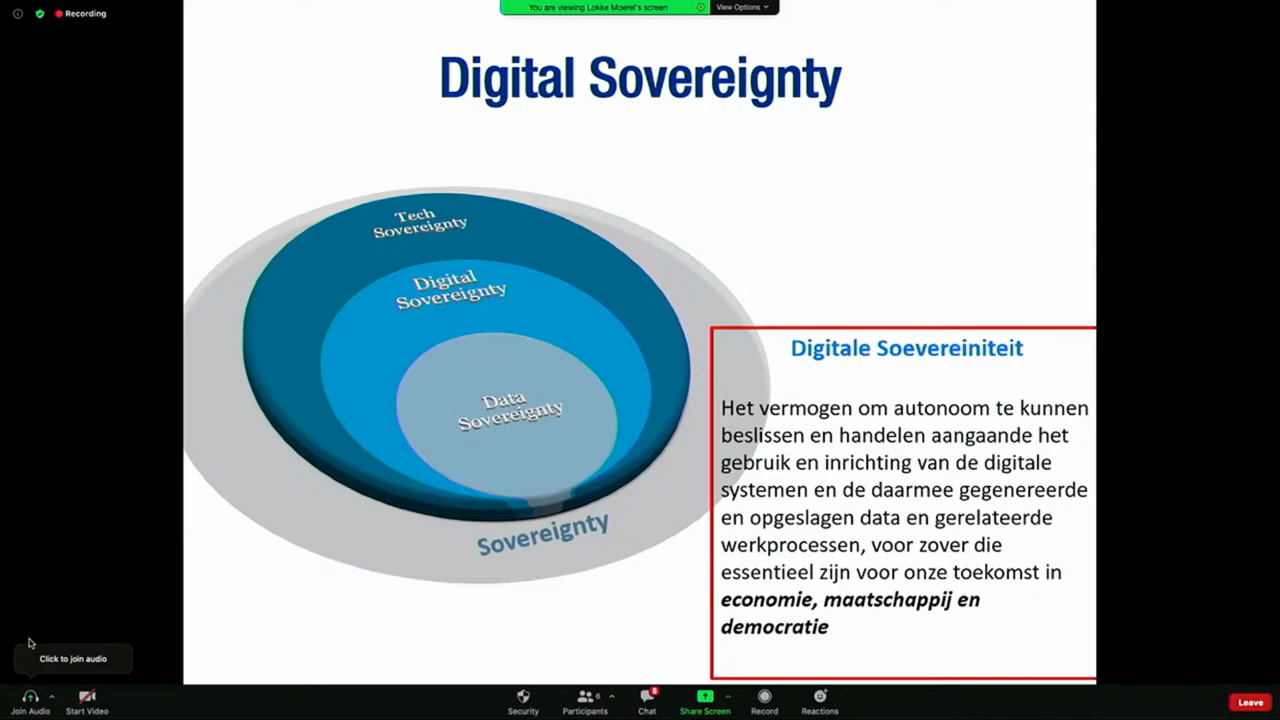 Recording
You are viewing Lokke Moerel's screen
View Options
Digital Sovereignty
Tech
Sovereignty
Digital
Sovereignty
Data
Sovereignty
Sovereignty
Digitale Soevereiniteit
Het vermogen om autonoom te kunnen
beslissen en handelen aangaande het
gebruik en inrichting van de digitale
systemen en de daarmee gegenereerde
en opgeslagen data en gerelateerde
werkprocessen, voor zover die
essentieel zijn voor onze toekomst in
economie, maatschappij en
democratie
Click to join audio
Join Audio
Start Video
Security
Participants
6
Chat
Share Screen
Record
Reactions
Leave